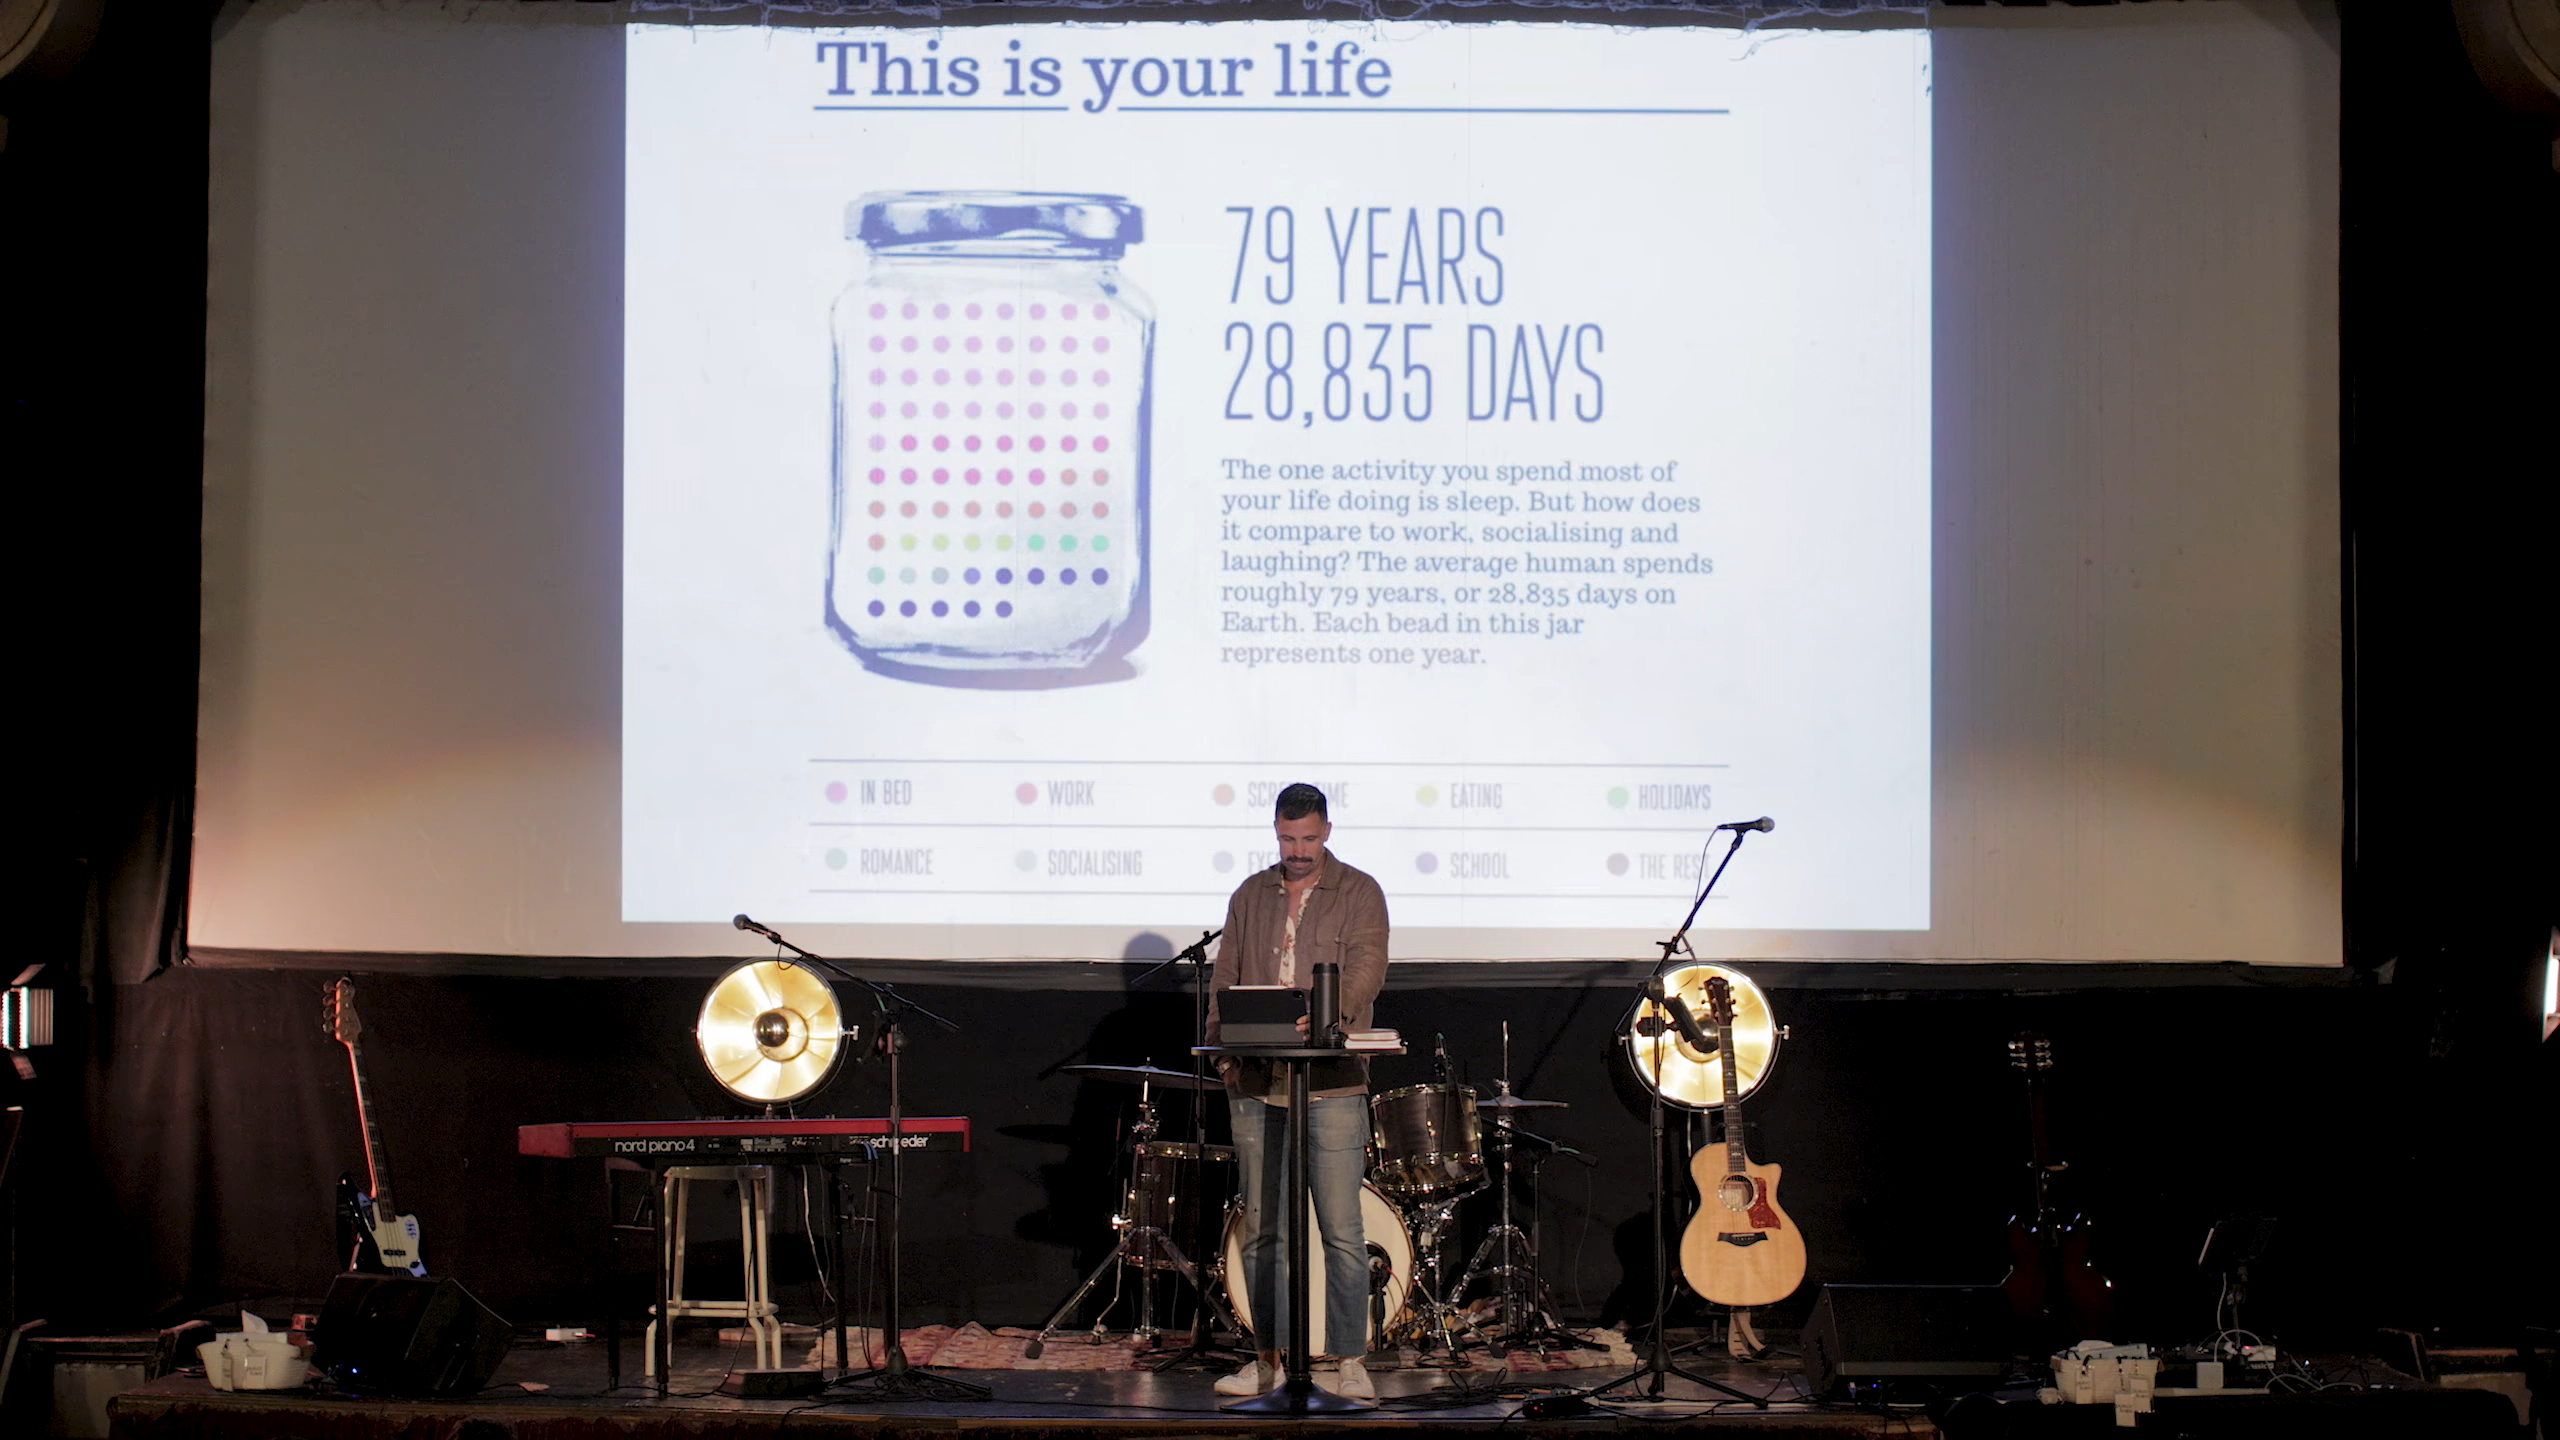 This is your life
79 YEARS
28,835 DAYS
The one activity you spend most of
your life doing is sleep. But how does
it compare to work, socialising and
laughing? The average human spends
roughly 79 years, or 28,835 days on
Earth. Each bead in this jar
represents one year.
IN BED WORK EATING HOLIDAYS
ROMANCE SOCIALISING SCHOOL THE
nord piano 4